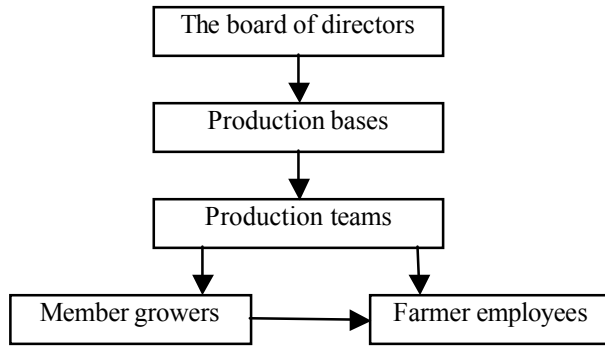 The board of directors
Production bases
Production teams
Member growers
Farmer employees